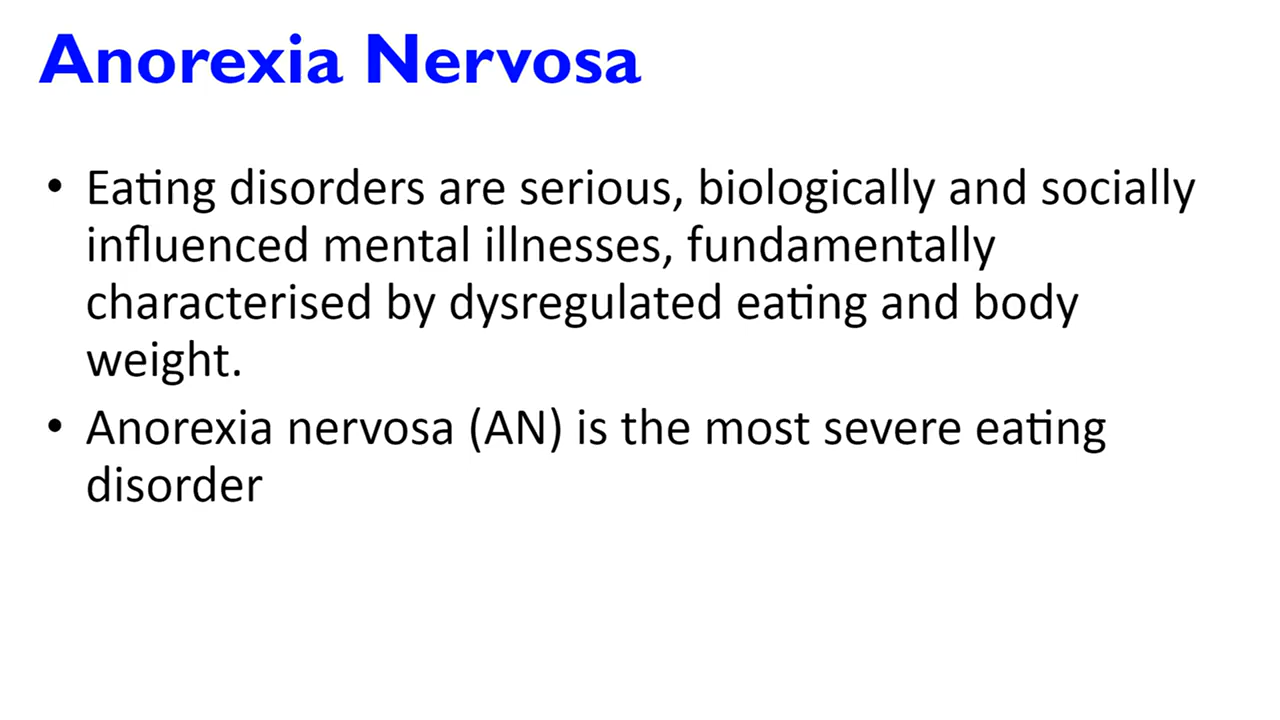 Anorexia Nervosa
• Eating disorders are serious, biologically and socially
influenced mental illnesses, fundamentally
characterised by dysregulated eating and body
weight.
• Anorexia nervosa (AN) is the most severe eating
disorder